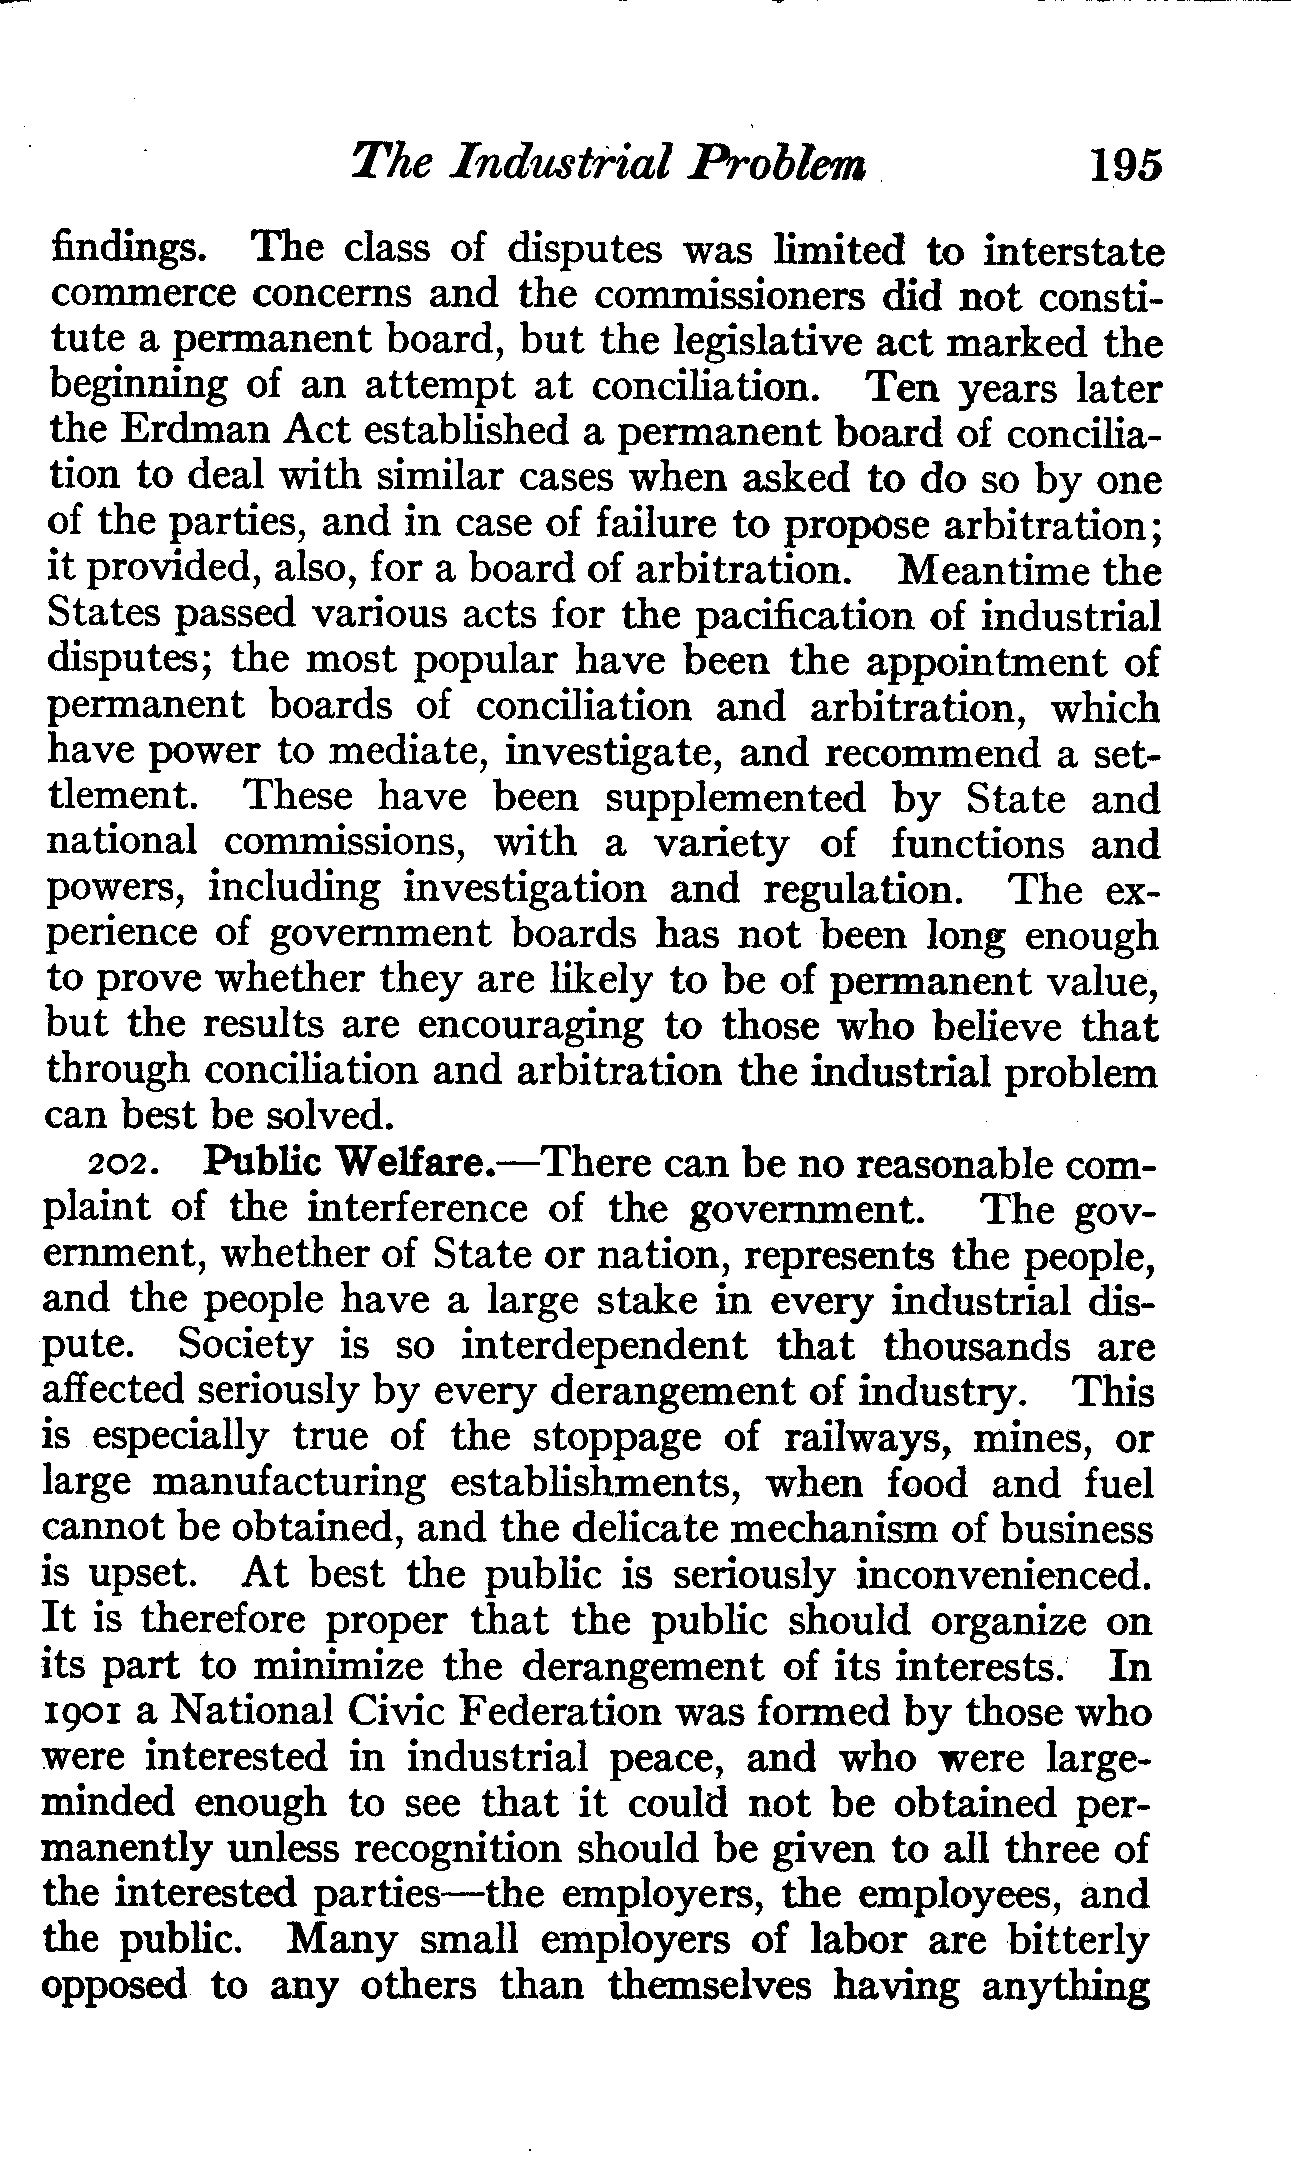 The Industrial Problem 195
findings. The class of disputes was limited to interstate
commerce concerns and the commissioners did not consti-
tute a permanent board, but the legislative act marked the
beginning of an attempt at conciliation. Ten years later
the Erdman Act established a permanent board of concilia-
tion to deal with similar cases when asked to do so by one
of the parties, and in case of failure to propose arbitration;
it provided, also, for a board of arbitration. Meantime the
States passed various acts for the pacification of industrial
disputes; the most popular have been the appointment of
permanent boards of conciliation and arbitration, which
have power to mediate, investigate, and recommend a set-
tlement. These have been supplemented by State and
national commissions, with a variety of functions and
powers, including investigation and regulation. The ex-
perience of government boards has not been long enough
to prove whether they are likely to be of permanent value,
but the results are encouraging to those who believe that
through conciliation and arbitration the industrial problem
can best be solved.
202. Public Welfare.—There can be no reasonable com-
plaint of the interference of the government. The gov-
ernment, whether of State or nation, represents the people,
and the people have a large stake in every industrial dis-
pute. Society is so interdependent that thousands are
affected seriously by every derangement of industry. This
is especially true of the stoppage of railways, mines, or
large manufacturing establishments, when food and fuel
cannot be obtained, and the delicate mechanism of business
is upset. At best the public is seriously inconvenienced.
It is therefore proper that the public should organize on
its part to minimize the derangement of its interests. In
1901 a National Civic Federation was formed by those who
were interested in industrial peace, and who were large-
minded enough to see that it could not be obtained per-
manently unless recognition should be given to all three of
the interested parties—the employers, the employees, and
the public. Many small employers of labor are bitterly
opposed to any others than themselves having anything